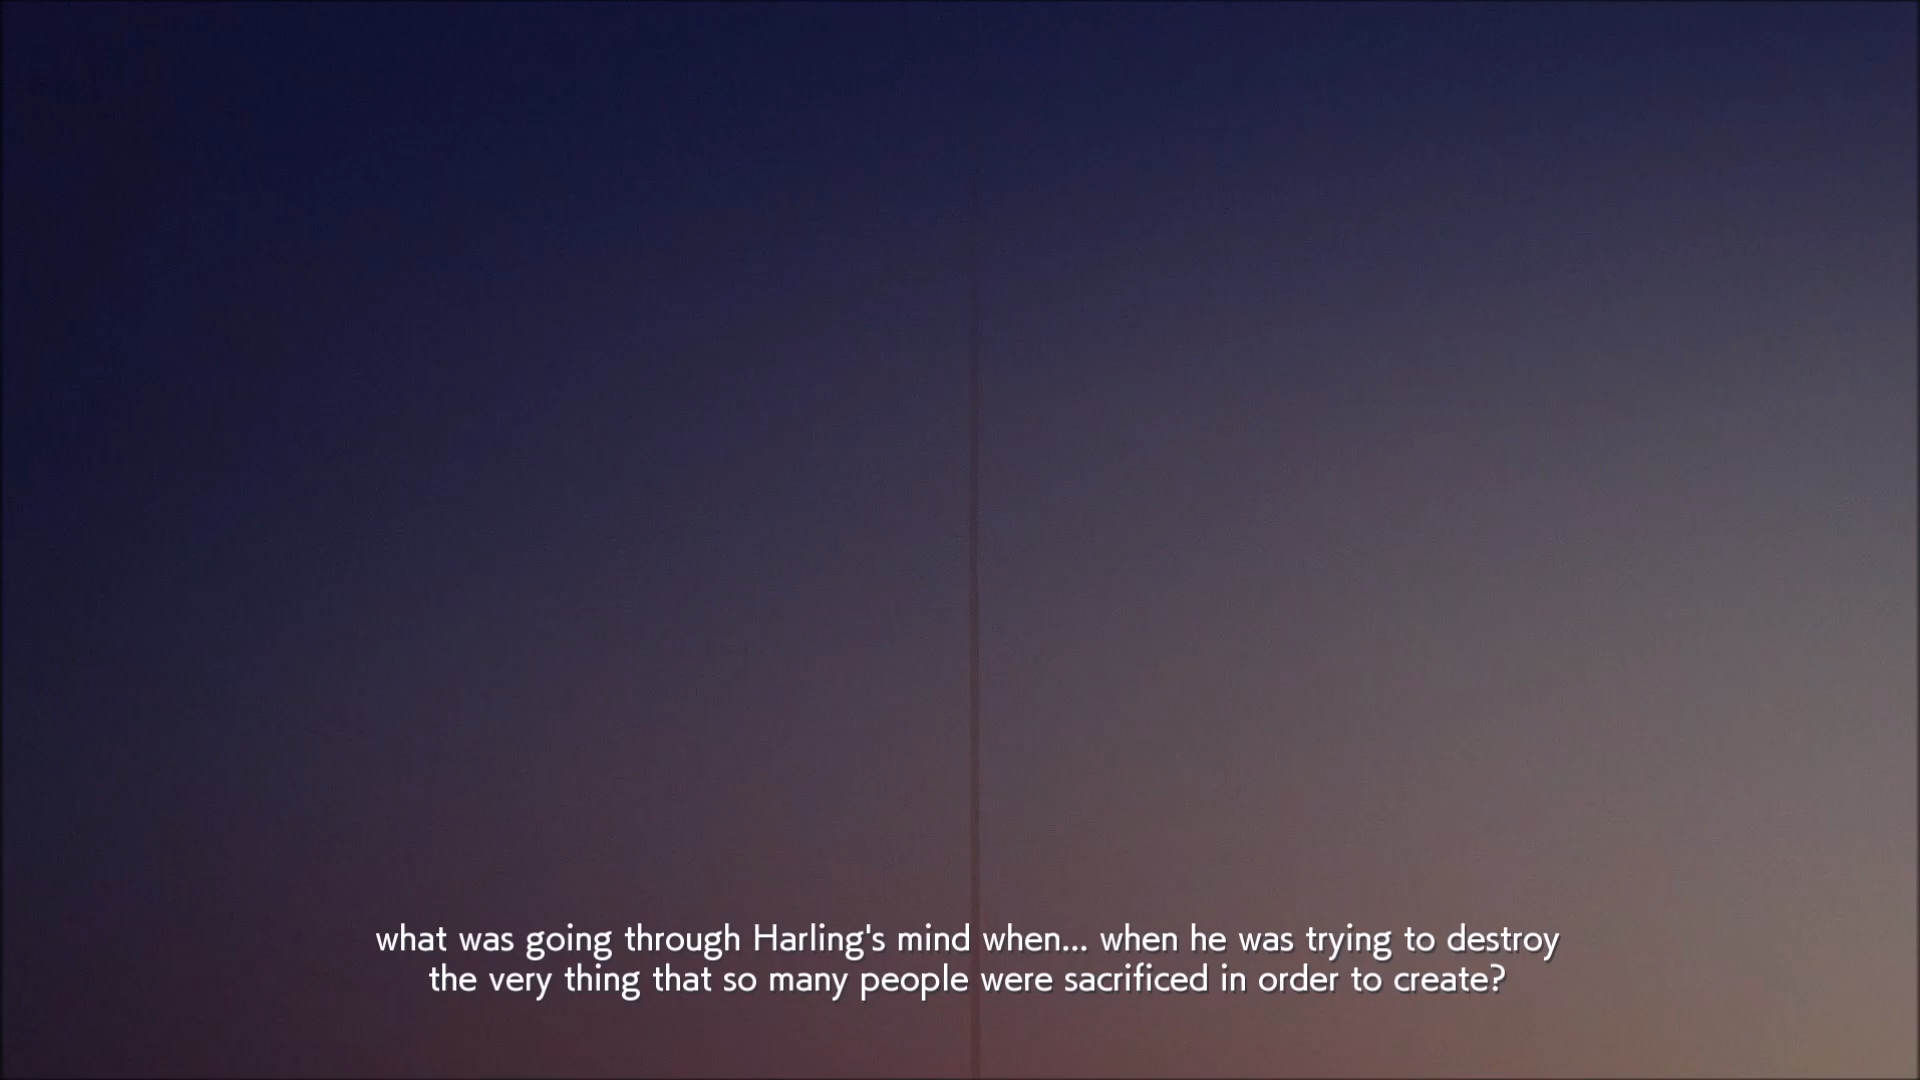 what was going through Harling's mind when... when he was trying to destroy
the very thing that so many people were sacrificed in order to create?